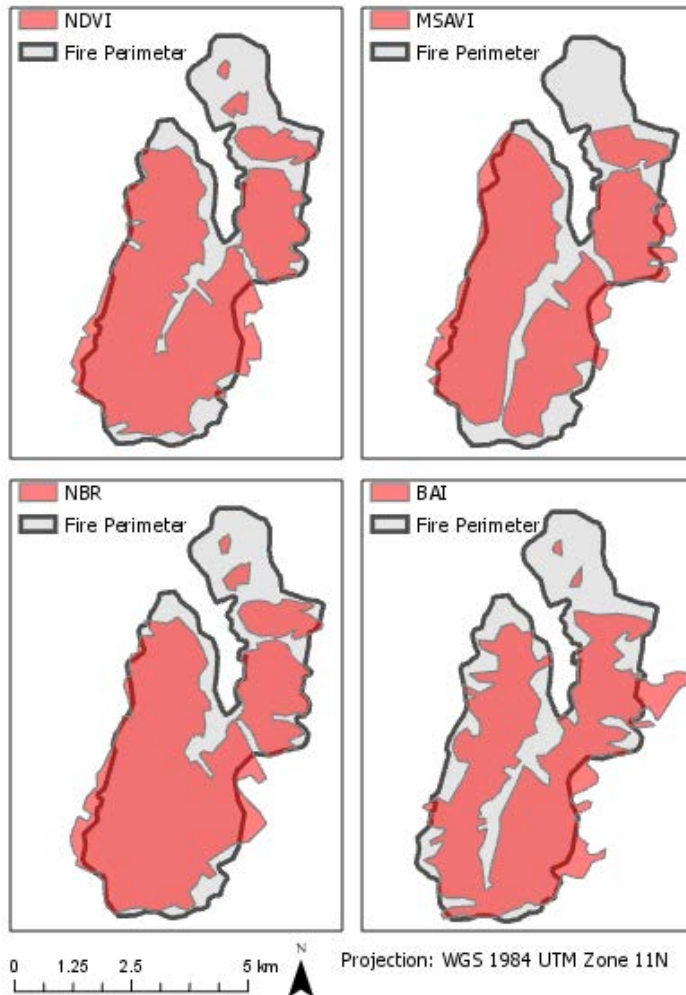 NDVI
Fire Perimeter
MSAVI
Fire Perimeter
NBR
Fire Perimeter
BAI
Fire Perimeter
0 1.25 2.5 5 km
N
Projection: WGS 1984 UTM Zone 11N